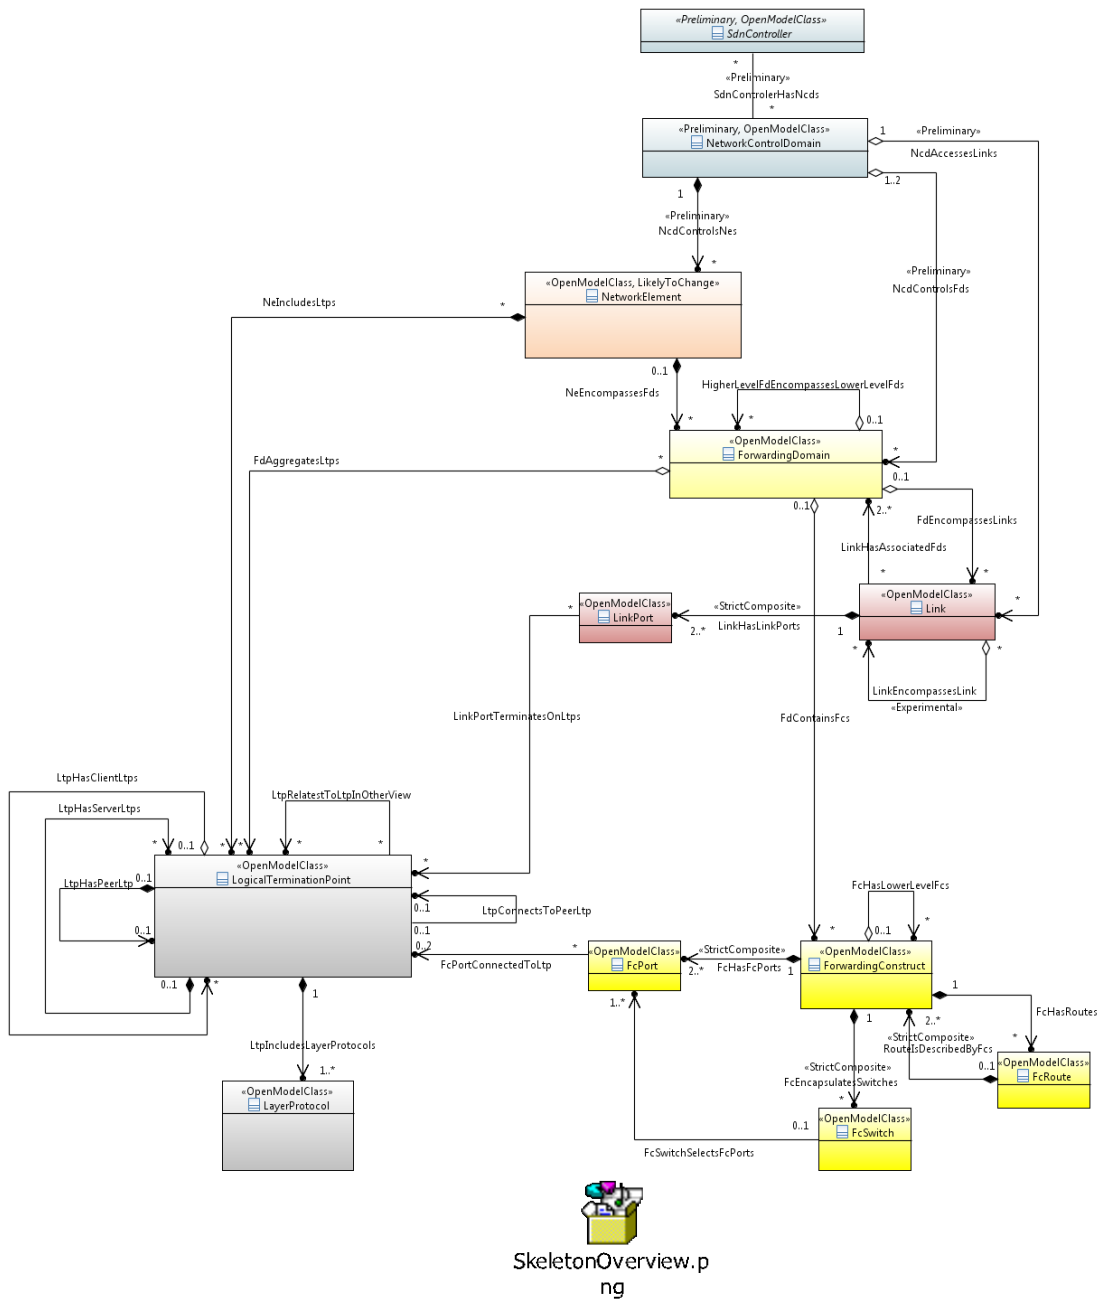 «Preliminary, OpenModelClass»
SdnController
*
«Preliminary»
SdnControlerHasNcds
*
«Preliminary, OpenModelClass»
NetworkControlDomain
1
«Preliminary»
NcdAccessesLinks
1..2
1
«Preliminary»
NcdControlsNes
*
«Preliminary»
NcdControlsFds
«OpenModelClass, LikelyToChange»
NetworkElement
NeIncludesLtps
*
0..1
NeEncompassesFds
*
HigherLevelFdEncompassesLowerLevelFds
*
0..1
«OpenModelClass»
ForwardingDomain
*
FdAggregatesLtps
*
0..1
0..1
2..*
FdEncompassesLinks
LinkHasAssociatedFds
*
*
«OpenModelClass»
Link
*
«OpenModelClass»
LinkPort
*
«StrictComposite»
LinkHasLinkPorts
2..*
1
*
*
LinkEncompassesLink
«Experimental»
LinkPortTerminatesOnLtps
FdContainsFcs
LtpHasClientLtps
LtpHasServerLtps
LtpRelatestToLtpInOtherView
*
0..1
*
*
*
*
*
«OpenModelClass»
LogicalTerminationPoint
LtpHasPeerLtp
0..1
0..1
0..1
LtpConnectsToPeerLtp
0..1
0..2
*
FcPortConnectedToLtp
0..1
*
1
LtpIncludesLayerProtocols
1..*
«OpenModelClass»
LayerProtocol
FcHasLowerLevelFcs
*
0..1
*
«OpenModelClass»
ForwardingConstruct
«OpenModelClass»
FcPort
«StrictComposite»
FcHasFcPorts
2..*
1
1..*
1
FcHasRoutes
*
1
2..*
«StrictComposite»
RouteIsDescribedByFcs
0..1
«OpenModelClass»
FcRoute
«StrictComposite»
FcEncapsulatesSwitches
*
«OpenModelClass»
FcSwitch
0..1
FcSwitchSelectsFcPorts
SkeletonOverview.p
ng